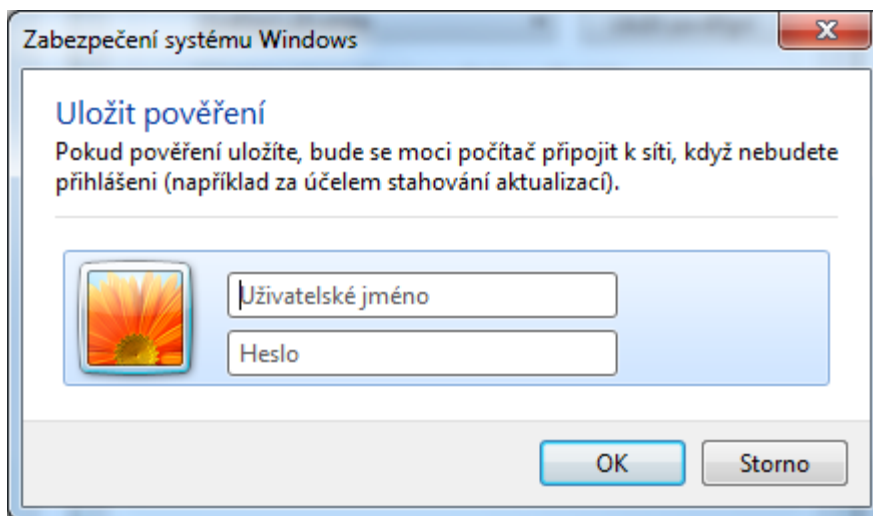 Zabezpečení systému Windows
Uložit pověření
Pokud pověření uložíte, bude se moci počítač připojit k síti, když nebudete
přihlášeni (například za účelem stahování aktualizací).
Uživatelské jméno
Heslo
OK Storno